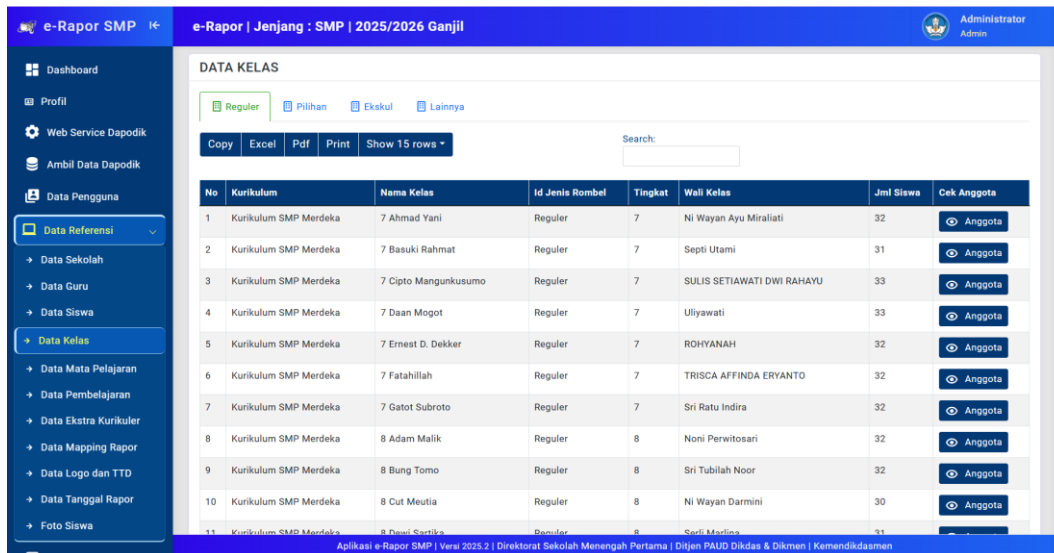 e-Rapor SMP
e-Rapor | Jenjang : SMP | 2025/2026 Ganjil
Administrator
Admin
Dashboard
Profil
Web Service Dapodik
Ambil Data Dapodik
Data Pengguna
Data Referensi
Data Sekolah
Data Guru
Data Siswa
Data Kelas
Data Mata Pelajaran
Data Pembelajaran
Data Ekstra Kurikuler
Data Mapping Rapor
Data Logo dan TTD
Data Tanggal Rapor
Foto Siswa
DATA KELAS
Reguler Pilihan Ekskul Lainnya
Copy Excel Pdf Print Show 15 rows
Search:
No Kurikulum Nama Kelas Id Jenis Rombel Tingkat Wali Kelas Jml Siswa Cek Anggota
1 Kurikulum SMP Merdeka 7 Ahmad Yani Reguler 7 Ni Wayan Ayu Miraliati 32 Anggota
2 Kurikulum SMP Merdeka 7 Basuki Rahmat Reguler 7 Septi Utami 31 Anggota
3 Kurikulum SMP Merdeka 7 Cipto Mangunkusumo Reguler 7 SULIS SETIAWATI DWI RAHAYU 33 Anggota
4 Kurikulum SMP Merdeka 7 Daan Mogot Reguler 7 Uliyawati 33 Anggota
5 Kurikulum SMP Merdeka 7 Ernest D. Dekker Reguler 7 ROHYANAH 32 Anggota
6 Kurikulum SMP Merdeka 7 Fatahillah Reguler 7 TRISCA AFFINDA ERYANTO 32 Anggota
7 Kurikulum SMP Merdeka 7 Gatot Subroto Reguler 7 Sri Ratu Indira 32 Anggota
8 Kurikulum SMP Merdeka 8 Adam Malik Reguler 8 Noni Perwitosari 32 Anggota
9 Kurikulum SMP Merdeka 8 Bung Tomo Reguler 8 Sri Tubilah Noor 32 Anggota
10 Kurikulum SMP Merdeka 8 Cut Meutia Reguler 8 Ni Wayan Darmini 30 Anggota
11 Kurikulum SMP Merdeka 8 Dewi Sartika Reguler 8 Serli Marlina 31
Aplikasi e-Rapor SMP | Versi 2025.2 | Direktorat Sekolah Menengah Pertama | Ditjen PAUD Dikdas & Dikmen | Kemendikdasmen